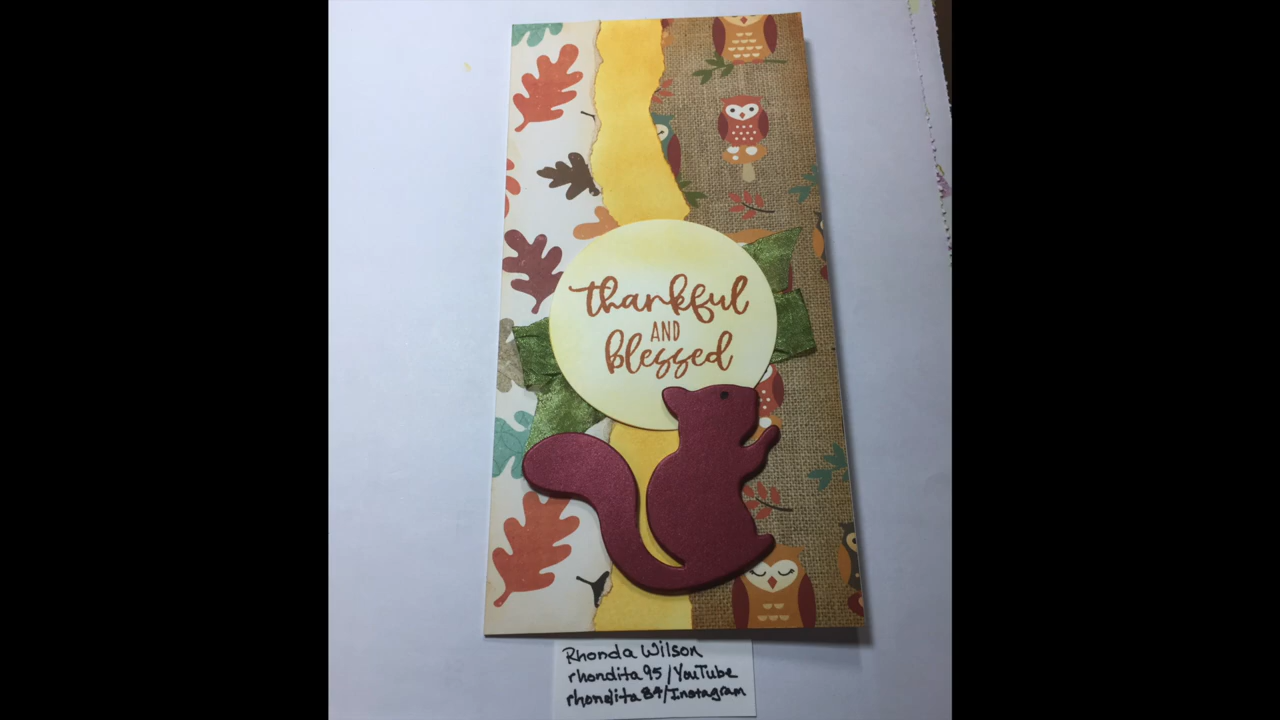 thankful
AND
blessed
Rhonda Wilson
rhondita95/YouTube
rhondita84/Instagram